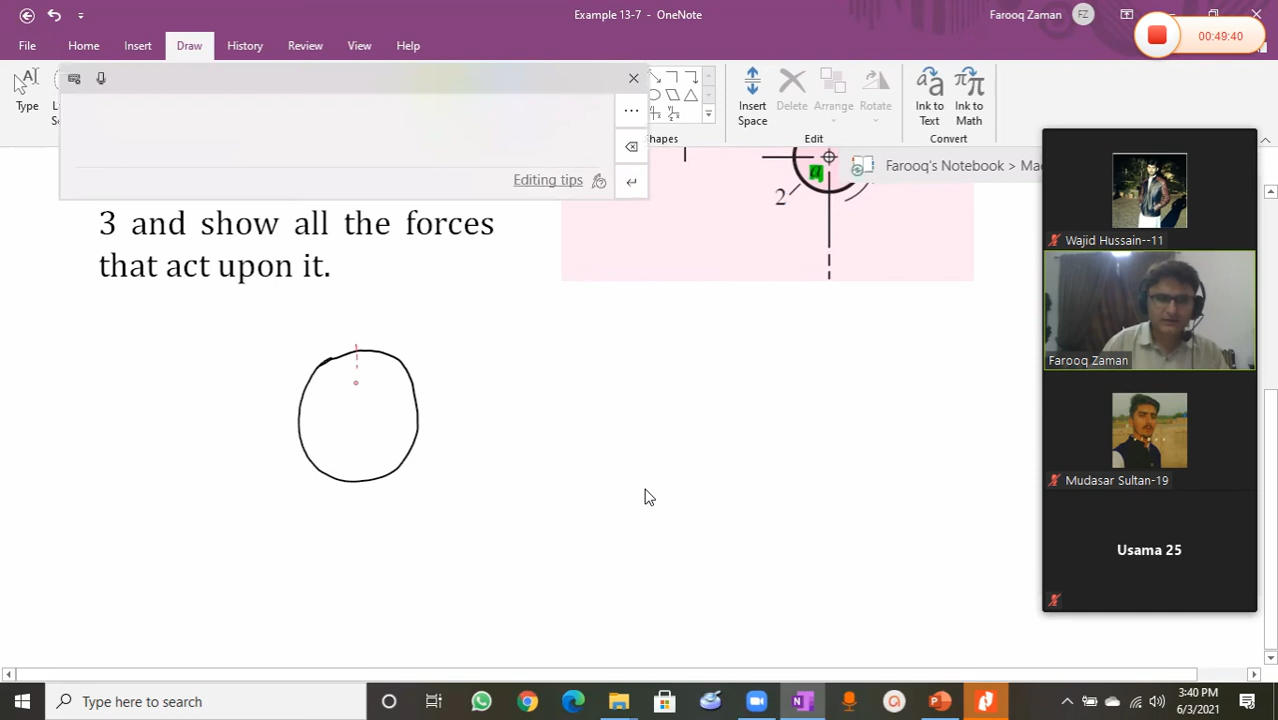 Example 13-7 - OneNote
Farooq Zaman
FZ
00:49:40
File
Home
Insert
Draw
History
Review
View
Help
Type
Shapes
Insert Space
Delete
Arrange
Rotate
Edit
Ink to Text
Ink to Math
Convert
Editing tips
a
2
Farooq's Notebook > Mac
3 and show all the forces
that act upon it.
Wajid Hussain--11
Farooq Zaman
Mudasar Sultan-19
Usama 25
Type here to search
3:40 PM
6/3/2021